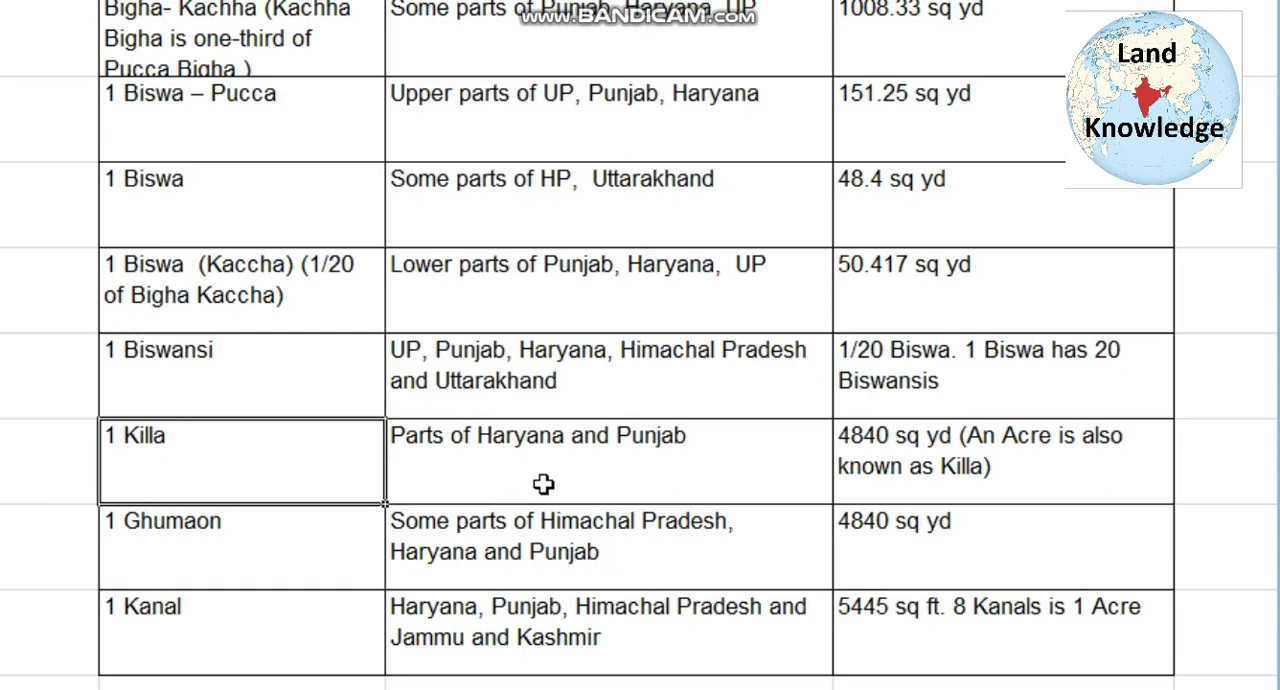 www.BANDICAM.com
Bigha- Kachha (Kachha
Bigha is one-third of
Pucca Bigha )
Some parts of Punjab, Haryana, UP
1008.33 sq yd
Land
Knowledge
1 Biswa – Pucca
Upper parts of UP, Punjab, Haryana
151.25 sq yd
1 Biswa
Some parts of HP,  Uttarakhand
48.4 sq yd
1 Biswa  (Kaccha) (1/20
of Bigha Kaccha)
Lower parts of Punjab, Haryana,  UP
50.417 sq yd
1 Biswansi
UP, Punjab, Haryana, Himachal Pradesh
and Uttarakhand
1/20 Biswa. 1 Biswa has 20
Biswansis
1 Killa
Parts of Haryana and Punjab
4840 sq yd (An Acre is also
known as Killa)
1 Ghumaon
Some parts of Himachal Pradesh,
Haryana and Punjab
4840 sq yd
1 Kanal
Haryana, Punjab, Himachal Pradesh and
Jammu and Kashmir
5445 sq ft. 8 Kanals is 1 Acre